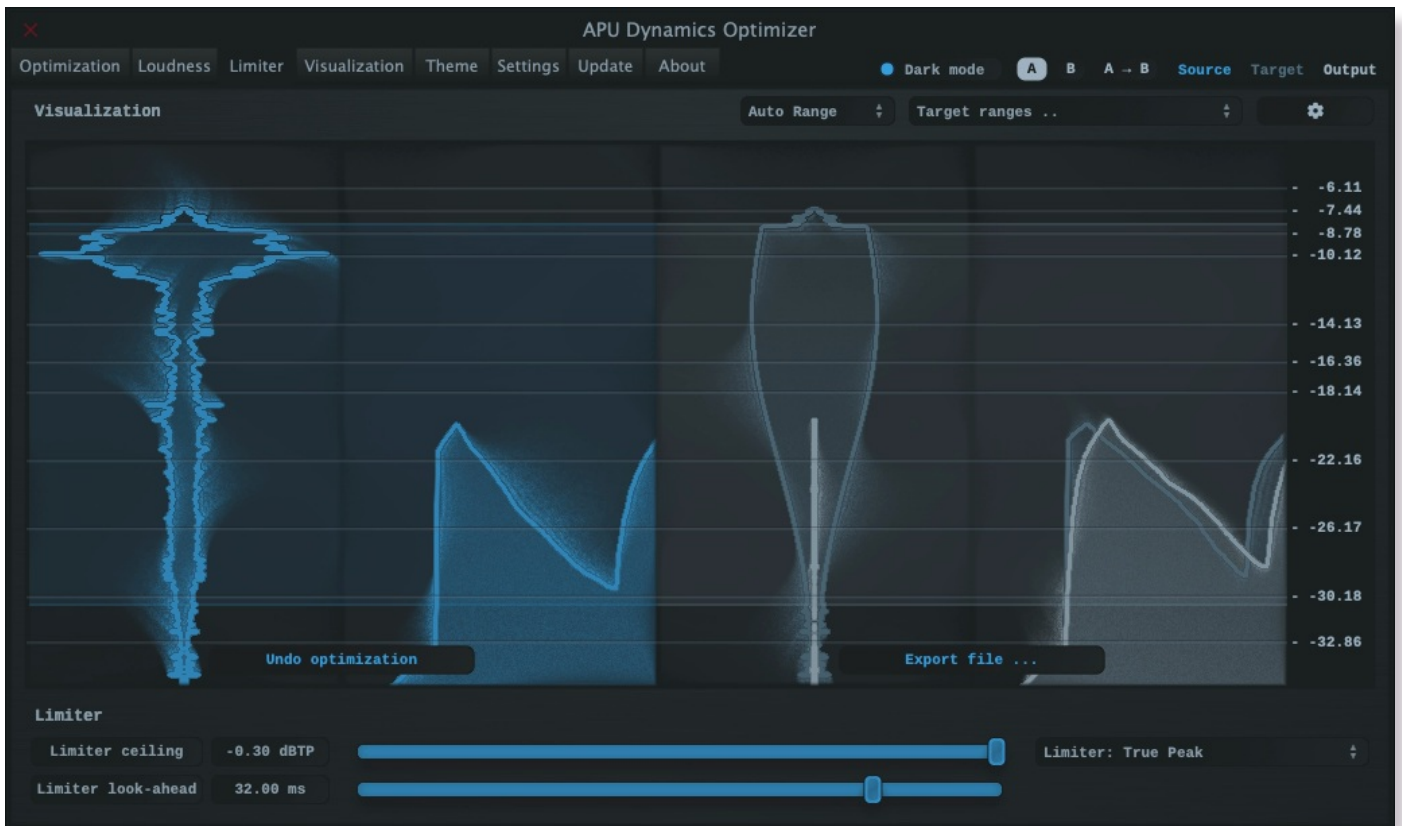 APU Dynamics Optimizer
Optimization Loudness Limiter Visualization Theme Settings Update About Dark mode A B A → B Source Target Output
Visualization Auto Range Target ranges ..
- -6.11
- -7.44
- -8.78
- -10.12
- -14.13
- -16.36
- -18.14
- -22.16
- -26.17
- -30.18
- -32.86
Undo optimization Export file ...
Limiter
Limiter ceiling -0.30 dBTP Limiter: True Peak
Limiter look-ahead 32.00 ms